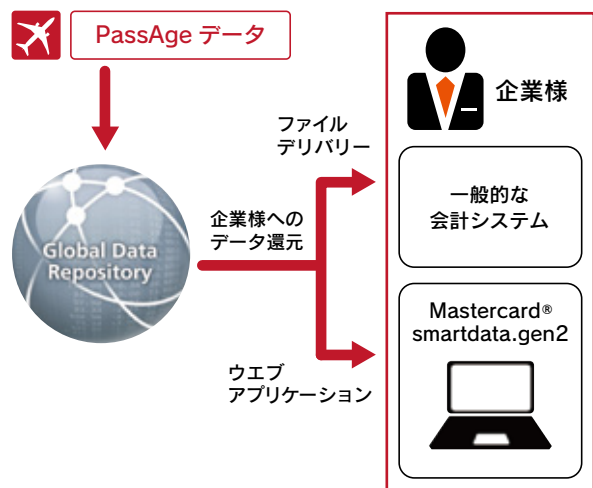 PassAge データ
企業様
ファイル
デリバリー
一般的な
会計システム
企業様への
データ還元
Global Data
Repository
Mastercard®
smartdata.gen2
ウエブ
アプリケーション